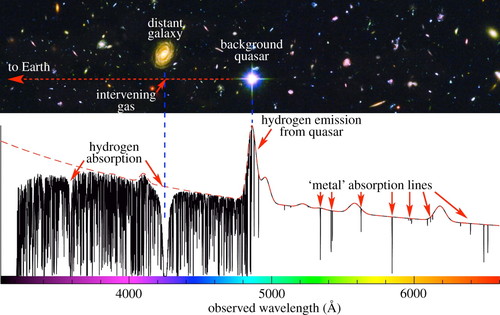 distant
galaxy
background
quasar
to Earth
intervening
gas
hydrogen emission
from quasar
hydrogen
absorption
‘metal’ absorption lines
4000
5000
6000
observed wavelength (Å)